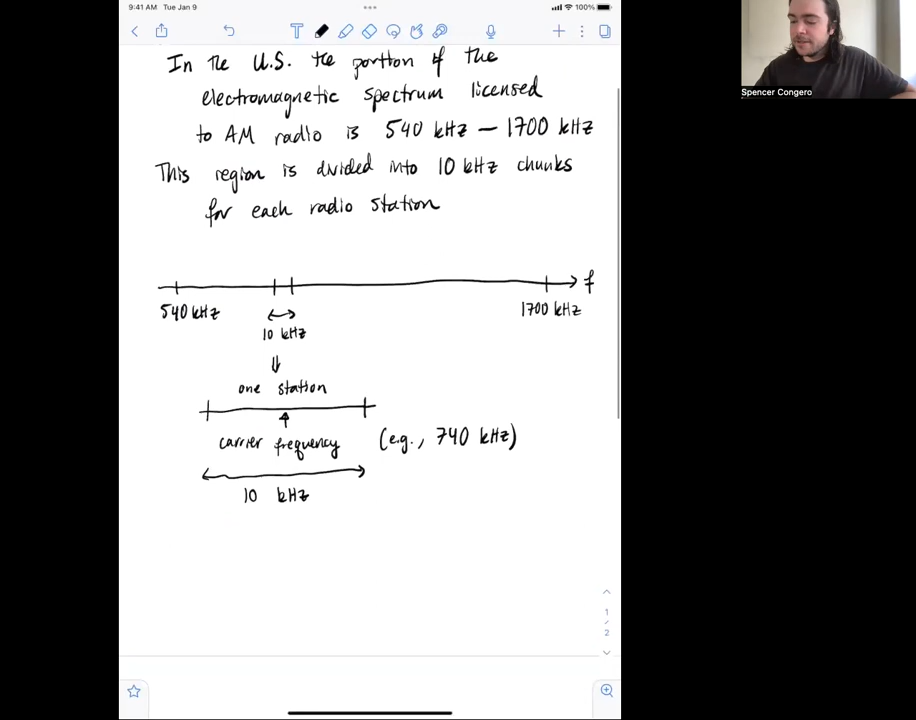 9:41 AM Tue Jan 9
100%
In the U.S. the portion of the
electromagnetic spectrum licensed
to AM radio is 540 kHz — 1700 kHz
This region is divided into 10 kHz chunks
for each radio station
f
540 kHz
1700 kHz
10 kHz
one station
carrier frequency (e.g., 740 kHz)
10 kHz
1
/
2
Spencer Congero